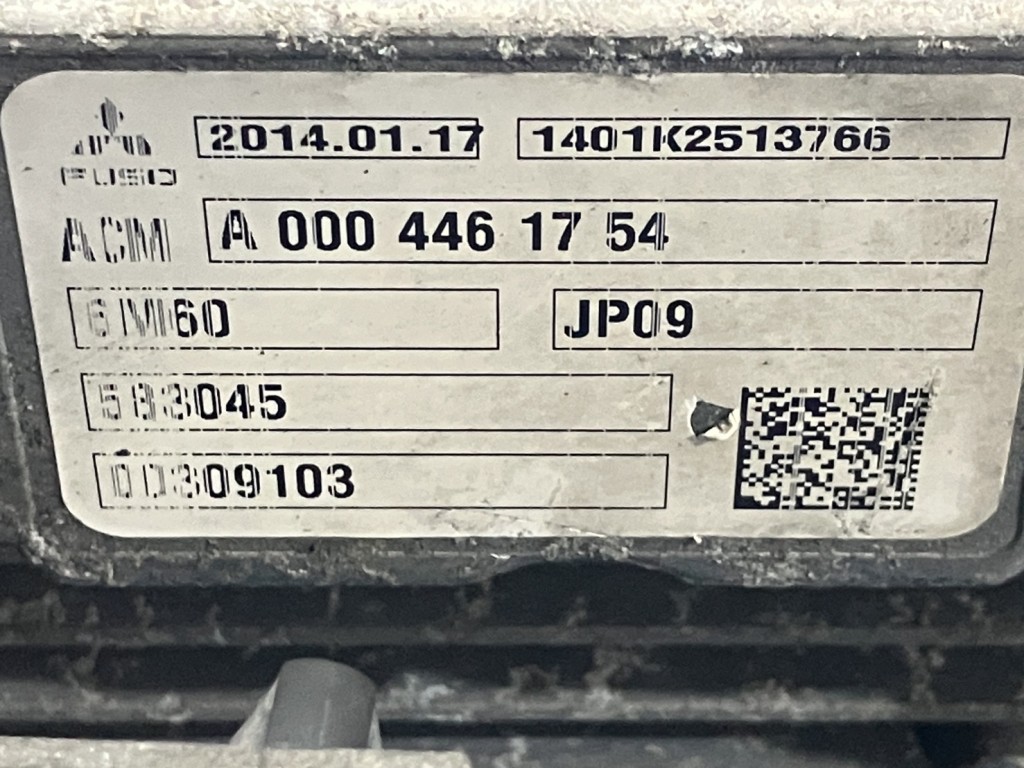 2014.01.17 1401K2513766
FUSO
ACM A 000 446 17 54
6M60 JP09
583045
00309103